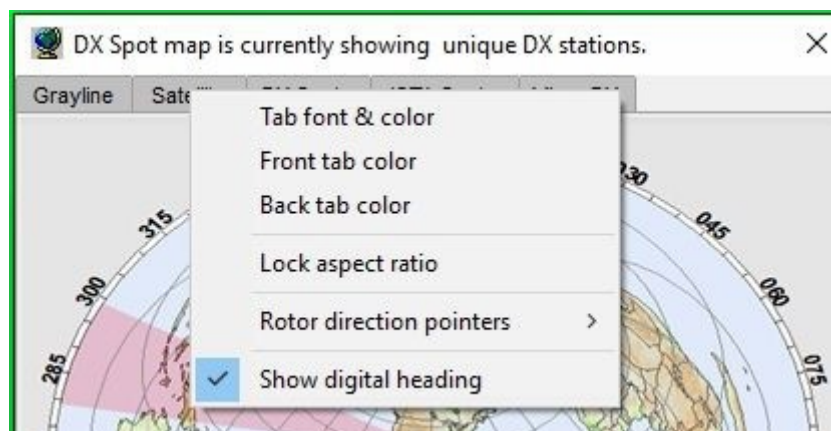 DX Spot map is currently showing unique DX stations.
Grayline
Tab font & color
Front tab color
Back tab color
Lock aspect ratio
Rotor direction pointers
Show digital heading
315
300
285
030
045
060
075